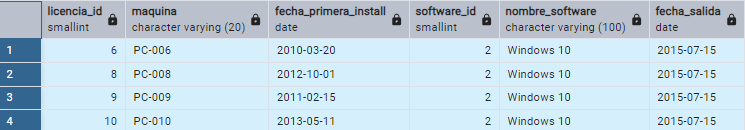 licencia_id maquina fecha_primera_install software_id nombre_software fecha_salida
smallint character varying (20) date smallint character varying (100) date
1 6 PC-006 2010-03-20 2 Windows 10 2015-07-15
2 8 PC-008 2012-10-01 2 Windows 10 2015-07-15
3 9 PC-009 2011-02-15 2 Windows 10 2015-07-15
4 10 PC-010 2013-05-11 2 Windows 10 2015-07-15